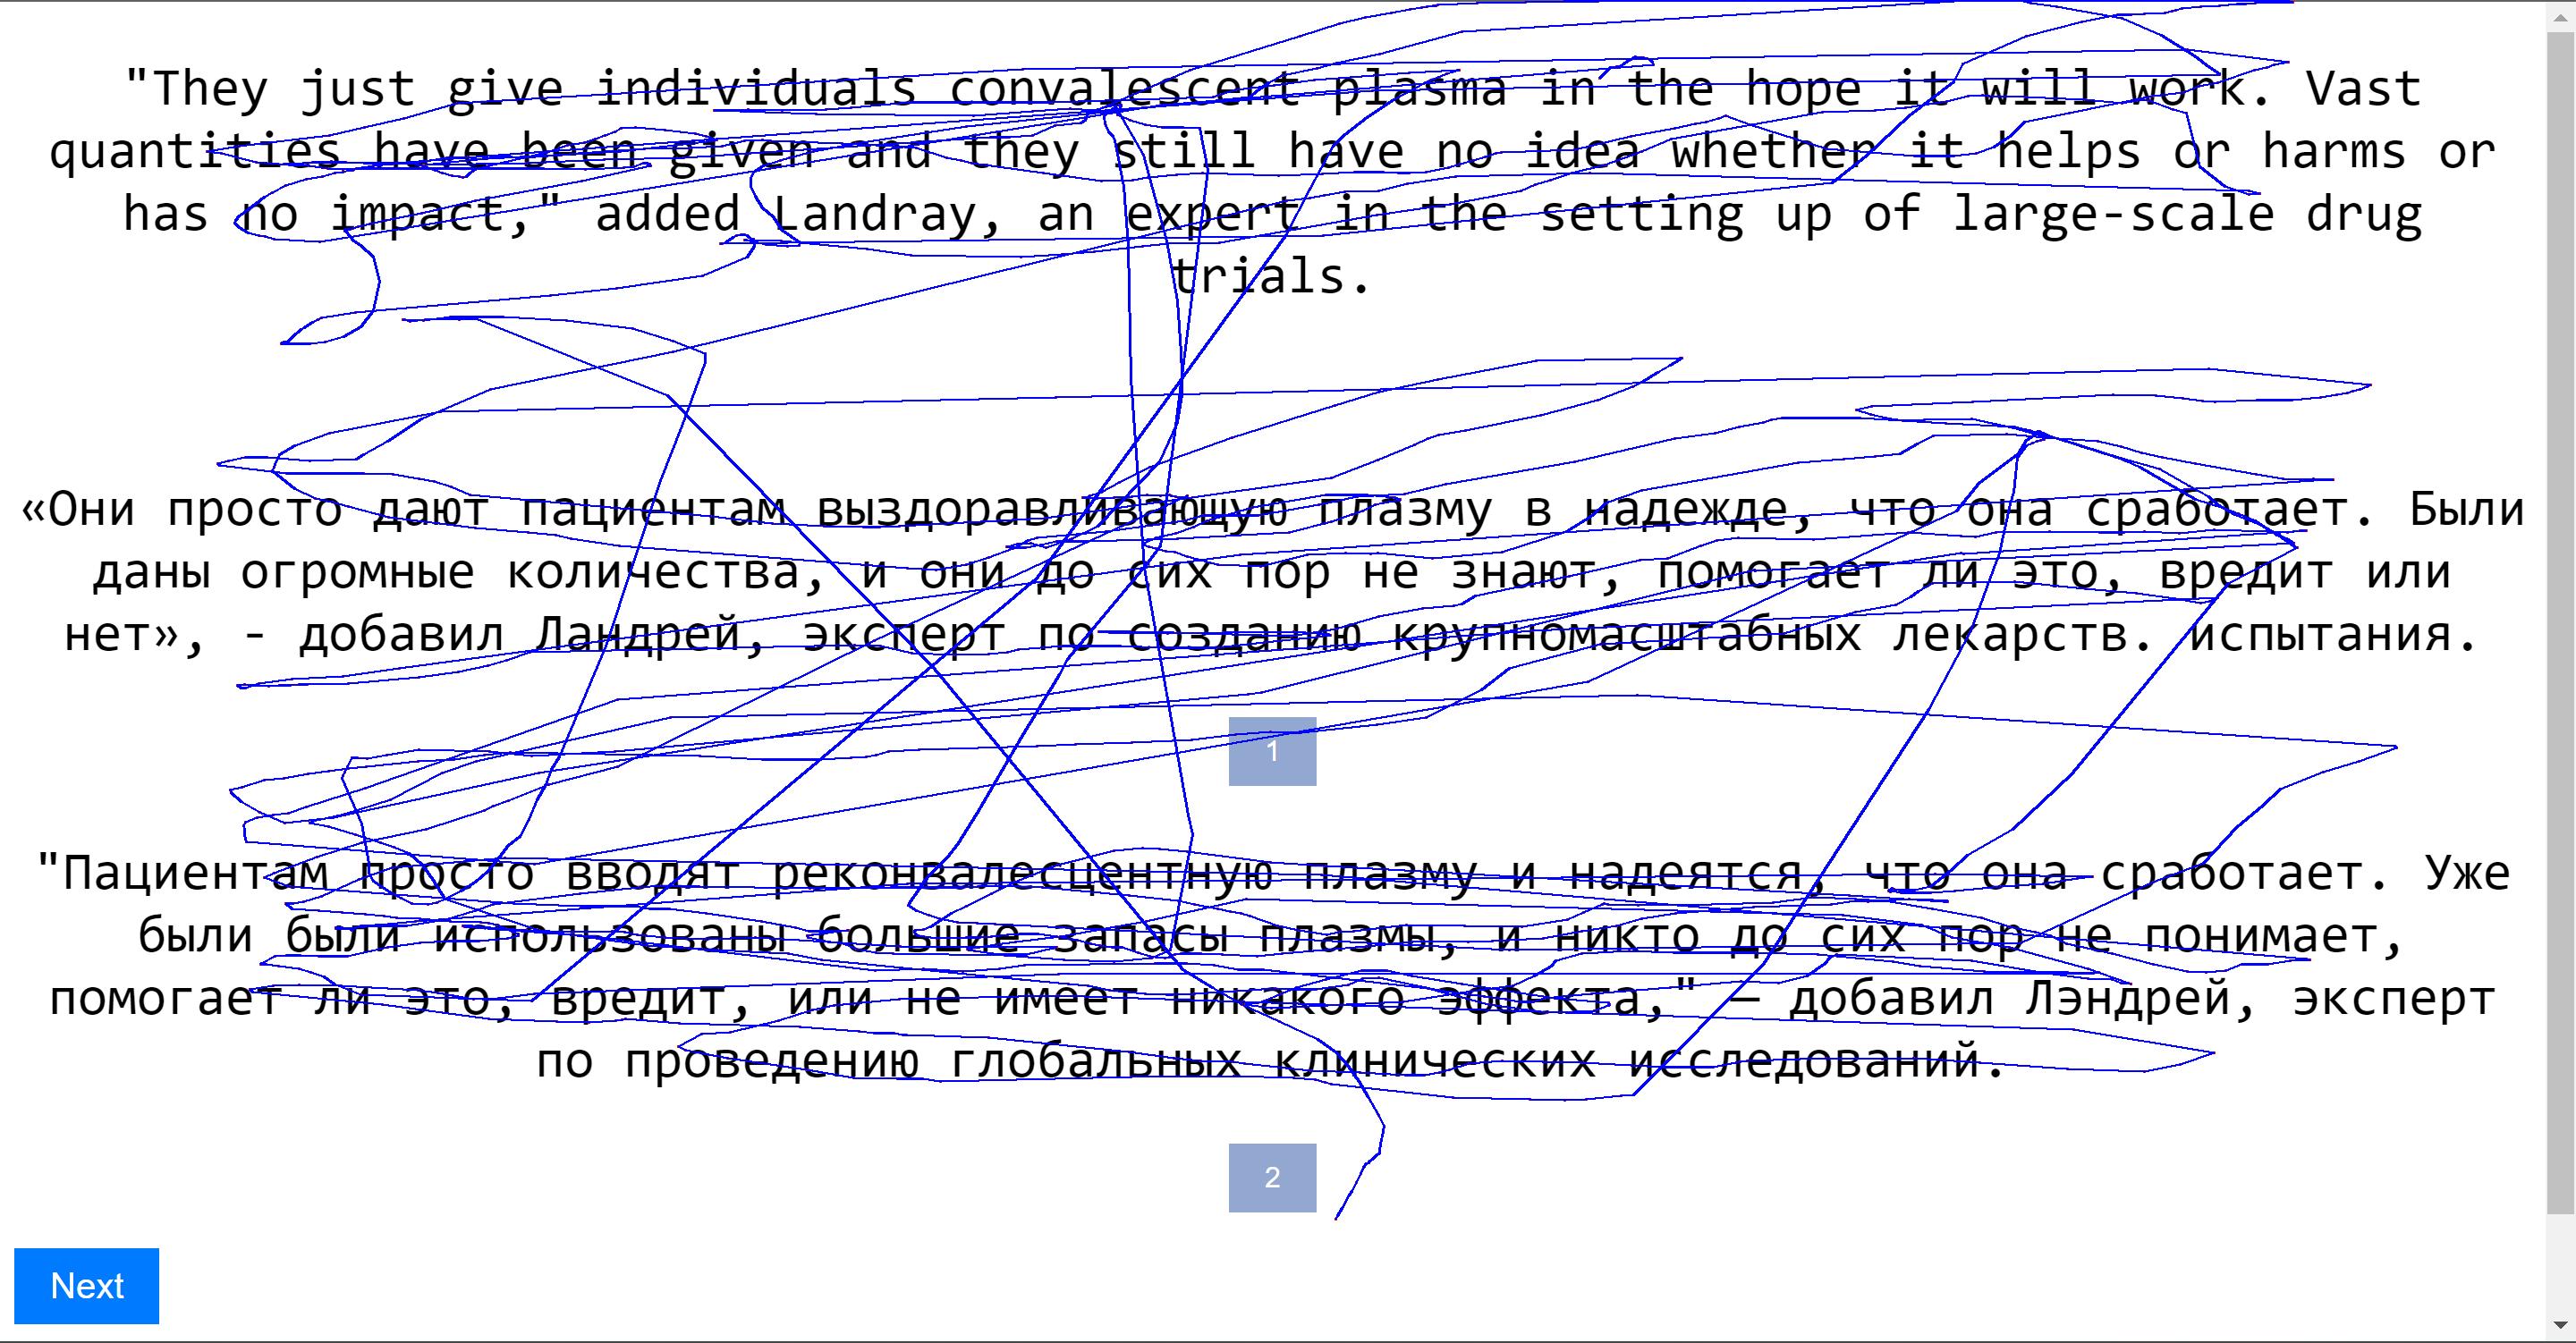 "They just give individuals convalescent plasma in the hope it will work. Vast
quantities have been given and they still have no idea whether it helps or harms or
has no impact," added Landray, an expert in the setting up of large-scale drug
trials.
«Они просто дают пациентам выздоравливающую плазму в надежде, что она сработает. Были
даны огромные количества, и они до сих пор не знают, помогает ли это, вредит или
нет», - добавил Ландрей, эксперт по созданию крупномасштабных лекарств. испытания.
1
"Пациентам просто вводят реконвалесцентную плазму и надеятся, что она сработает. Уже
были были использованы большие запасы плазмы, и никто до сих пор не понимает,
помогает ли это, вредит, или не имеет никакого эффекта," — добавил Лэндрей, эксперт
по проведению глобальных клинических исследований.
2
Next